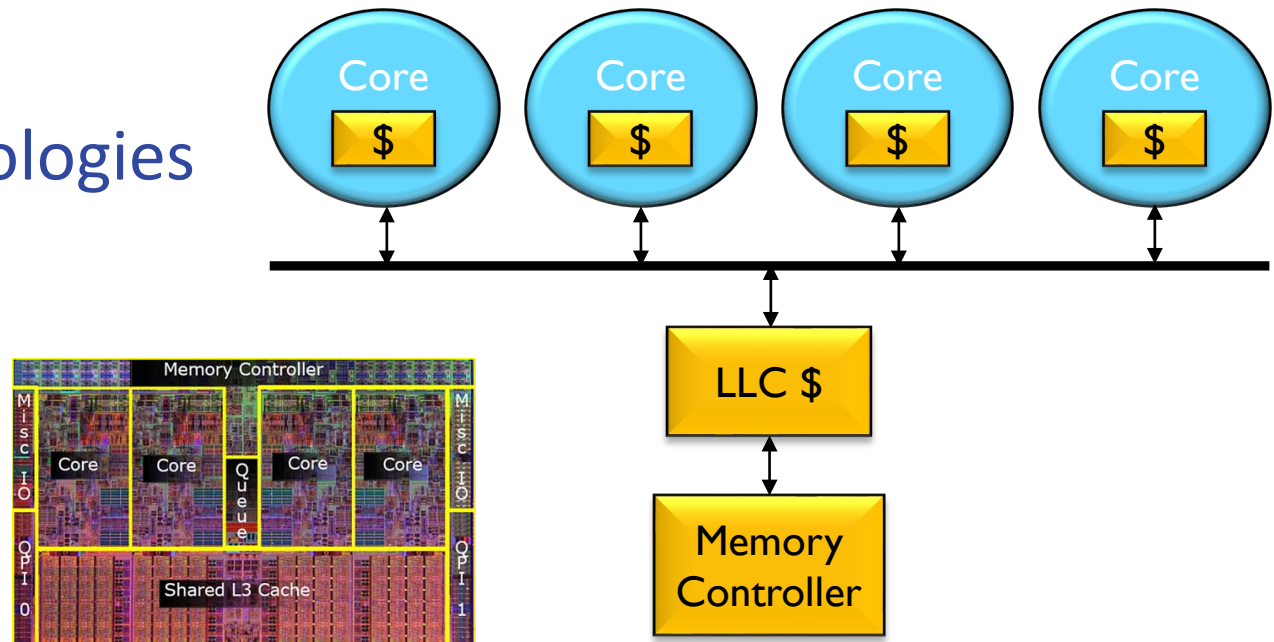 ologies
Core Core Core Core
$ $ $ $
LLC $
Memory
Controller
Memory Controller
Misc IO
Misc IO
Core Core Queue Core Core
QPI 0
QPI 1
Shared L3 Cache